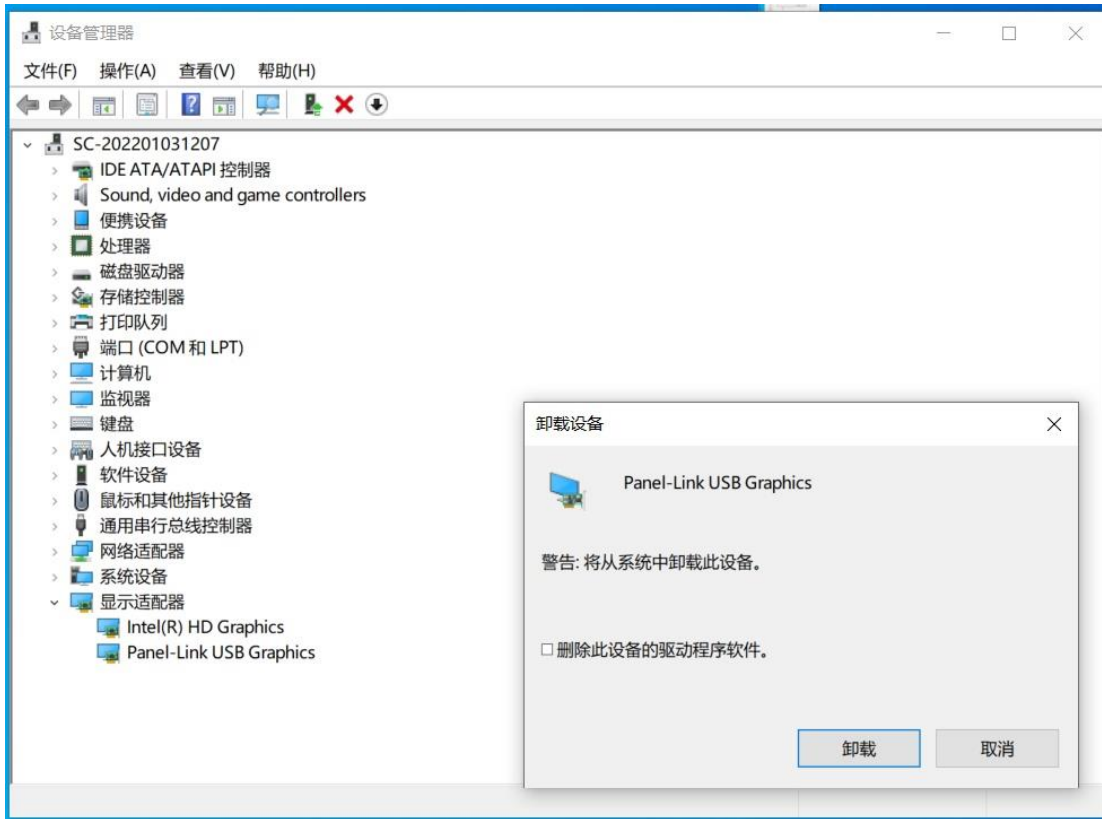 设备管理器
文件(F) 操作(A) 查看(V) 帮助(H)
SC-202201031207
IDE ATA/ATAPI 控制器
Sound, video and game controllers
便携设备
处理器
磁盘驱动器
存储控制器
打印队列
端口 (COM 和 LPT)
计算机
监视器
键盘
人机接口设备
软件设备
鼠标和其他指针设备
通用串行总线控制器
网络适配器
系统设备
显示适配器
Intel(R) HD Graphics
Panel-Link USB Graphics
卸载设备
Panel-Link USB Graphics
警告: 将从系统中卸载此设备。
删除此设备的驱动程序软件。
卸载 取消